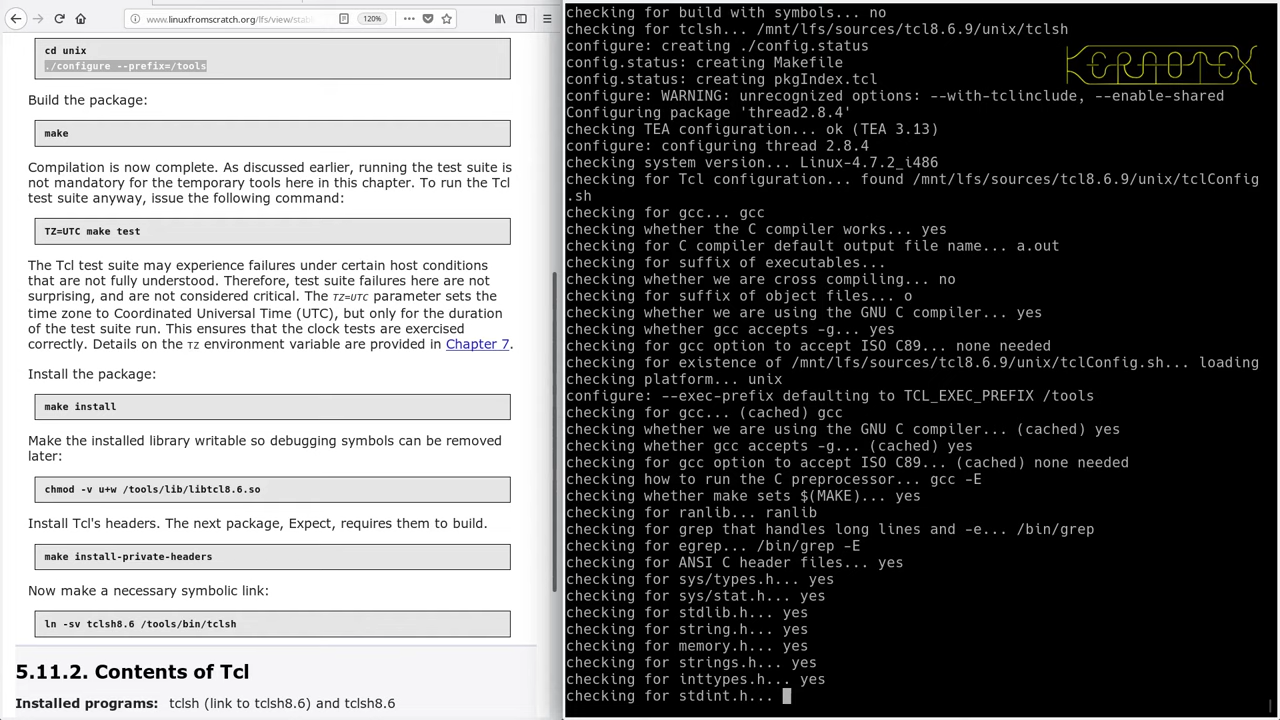 www.linuxfromscratch.org/lfs/view/stab
120%
cd unix
./configure --prefix=/tools
Build the package:
make
Compilation is now complete. As discussed earlier, running the test suite is
not mandatory for the temporary tools here in this chapter. To run the Tcl
test suite anyway, issue the following command:
TZ=UTC make test
The Tcl test suite may experience failures under certain host conditions
that are not fully understood. Therefore, test suite failures here are not
surprising, and are not considered critical. The TZ=UTC parameter sets the
time zone to Coordinated Universal Time (UTC), but only for the
duration of the test suite run. This ensures that the clock tests are exercised
correctly. Details on the TZ environment variable are provided in Chapter 7.
Install the package:
make install
Make the installed library writable so debugging symbols can be removed
later:
chmod -v u+w /tools/lib/libtcl8.6.so
Install Tcl's headers. The next package, Expect, requires them to build.
make install-private-headers
Now make a necessary symbolic link:
ln -sv tclsh8.6 /tools/bin/tclsh
5.11.2. Contents of Tcl
Installed programs: tclsh (link to tclsh8.6) and tclsh8.6
checking for build with symbols... no
checking for tclsh... /mnt/lfs/sources/tcl8.6.9/unix/tclsh
configure: creating ./config.status
config.status: creating Makefile
config.status: creating pkgIndex.tcl
configure: WARNING: unrecognized options: --with-tclinclude, --enable-shared
Configuring package 'thread2.8.4'
checking TEA configuration... ok (TEA 3.13)
configure: configuring thread 2.8.4
checking system version... Linux-4.7.2_i486
checking for Tcl configuration... found /mnt/lfs/sources/tcl8.6.9/unix/tclConfig
.sh
checking for gcc... gcc
checking whether the C compiler works... yes
checking for C compiler default output file name... a.out
checking for suffix of executables...
checking whether we are cross compiling... no
checking for suffix of object files... o
checking whether we are using the GNU C compiler... yes
checking whether gcc accepts -g... yes
checking for gcc option to accept ISO C89... none needed
checking for existence of /mnt/lfs/sources/tcl8.6.9/unix/tclConfig.sh... loading
checking platform... unix
configure: --exec-prefix defaulting to TCL_EXEC_PREFIX /tools
checking for gcc... (cached) gcc
checking whether we are using the GNU C compiler... (cached) yes
checking whether gcc accepts -g... (cached) yes
checking for gcc option to accept ISO C89... (cached) none needed
checking how to run the C preprocessor... gcc -E
checking whether make sets $(MAKE)... yes
checking for ranlib... ranlib
checking for grep that handles long lines and -e... /bin/grep
checking for egrep... /bin/grep -E
checking for ANSI C header files... yes
checking for sys/types.h... yes
checking for sys/stat.h... yes
checking for stdlib.h... yes
checking for string.h... yes
checking for memory.h... yes
checking for strings.h... yes
checking for inttypes.h... yes
checking for stdint.h...